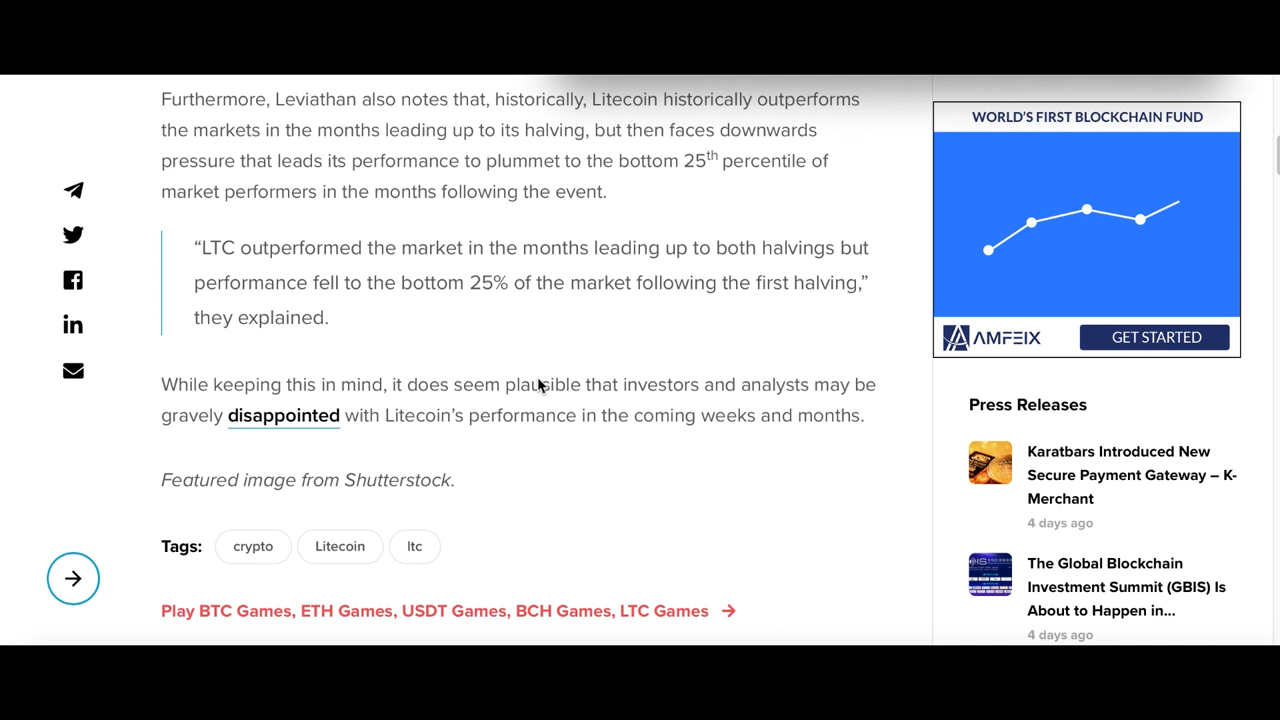 Furthermore, Leviathan also notes that, historically, Litecoin historically outperforms
the markets in the months leading up to its halving, but then faces downwards
pressure that leads its performance to plummet to the bottom 25th percentile of
market performers in the months following the event.
“LTC outperformed the market in the months leading up to both halvings but
performance fell to the bottom 25% of the market following the first halving,”
they explained.
While keeping this in mind, it does seem plausible that investors and analysts may be
gravely disappointed with Litecoin’s performance in the coming weeks and months.
Featured image from Shutterstock.
Tags: crypto Litecoin ltc
Play BTC Games, ETH Games, USDT Games, BCH Games, LTC Games
WORLD’S FIRST BLOCKCHAIN FUND
AMFEIX GET STARTED
Press Releases
Karatbars Introduced New
Secure Payment Gateway – K-
Merchant
4 days ago
The Global Blockchain
Investment Summit (GBIS) Is
About to Happen in...
4 days ago